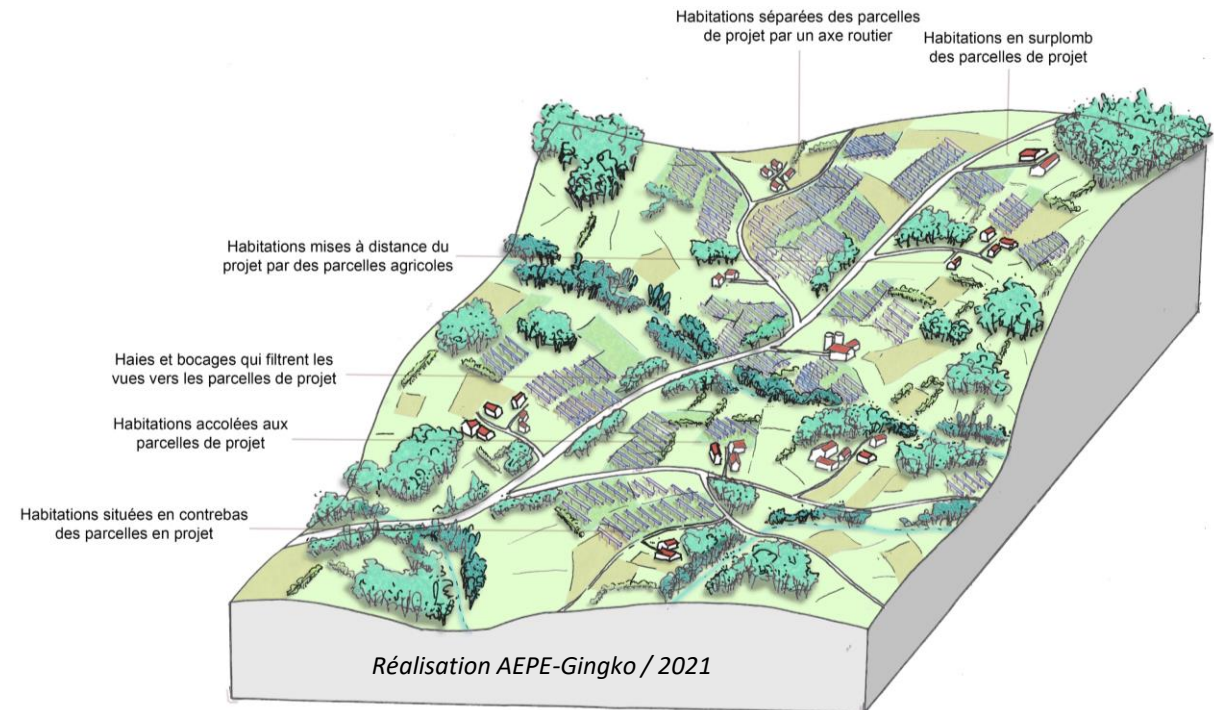 Habitations séparées des parcelles
de projet par un axe routier
Habitations en surplomb
des parcelles de projet
Habitations mises à distance du
projet par des parcelles agricoles
Haies et bocages qui filtrent les
vues vers les parcelles de projet
Habitations accolées aux
parcelles de projet
Habitations situées en contrebas
des parcelles en projet
Réalisation AEPE-Gingko / 2021